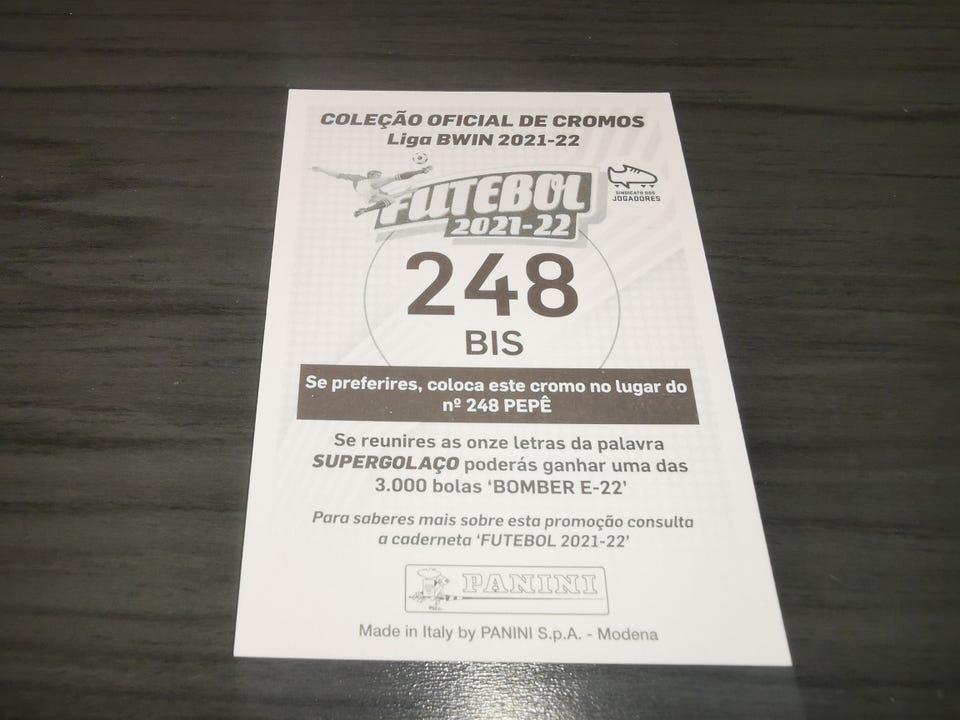 COLEÇÃO OFICIAL DE CROMOS
Liga BWIN 2021-22
FUTEBOL
2021-22
SINDICATO DOS
JOGADORES
248
BIS
Se preferires, coloca este cromo no lugar do
nº 248 PEPÊ
Se reunires as onze letras da palavra
SUPERGOLAÇO poderás ganhar uma das
3.000 bolas ‘BOMBER E-22’
Para saberes mais sobre esta promoção consulta
a caderneta ‘FUTEBOL 2021-22’
PANINI
Made in Italy by PANINI S.p.A. - Modena